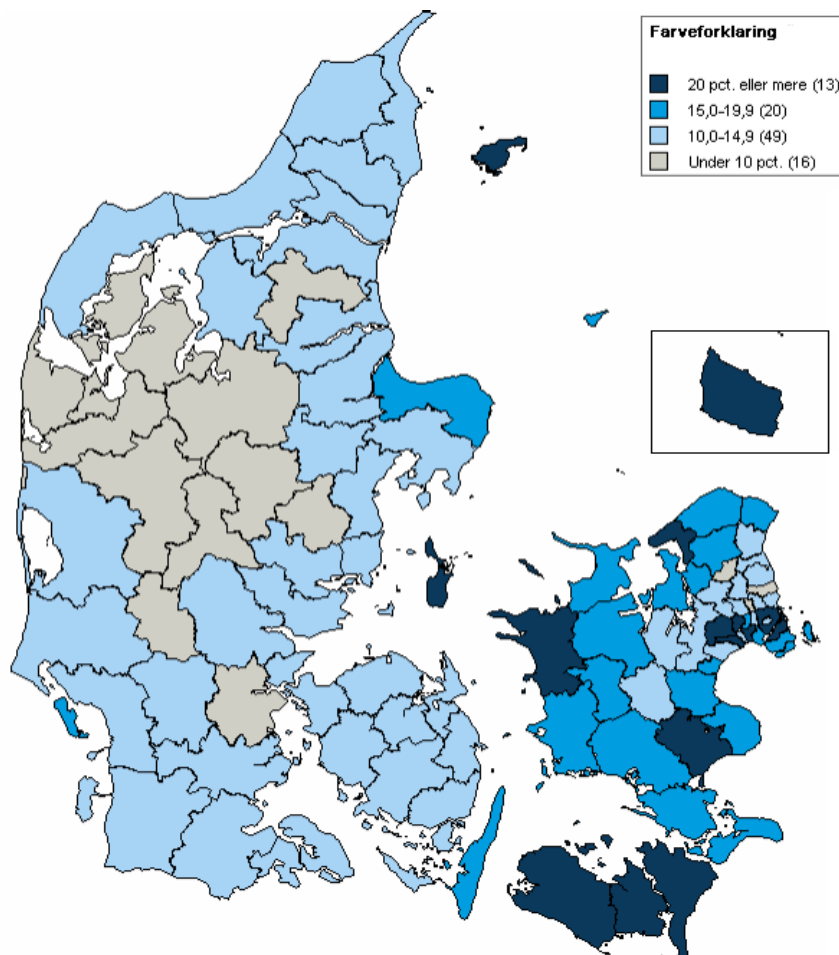 Farveforklaring
20 pct. eller mere (13)
15,0-19,9 (20)
10,0-14,9 (49)
Under 10 pct. (16)